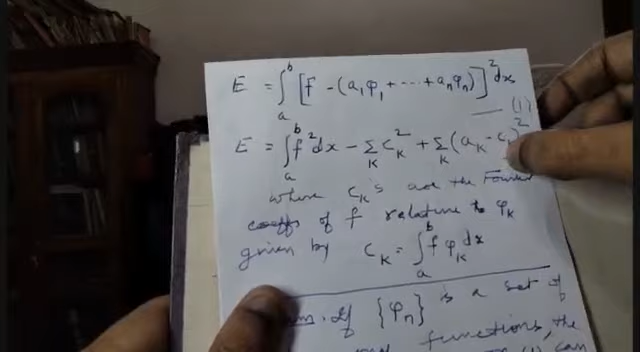 E = ∫_a^b [f - (a_1φ_1 + ··· + a_nφ_n)]^2 dx
— (1)
E = ∫_a^b f^2 dx - Σ_K c_K^2 + Σ_K (a_K - c_K)^2
where c_K's are the Fourier
coeffs of f relative to φ_K
given by c_K = ∫_a^b f φ_K dx
If {φ_n} is a set of
functions, the
(1) can